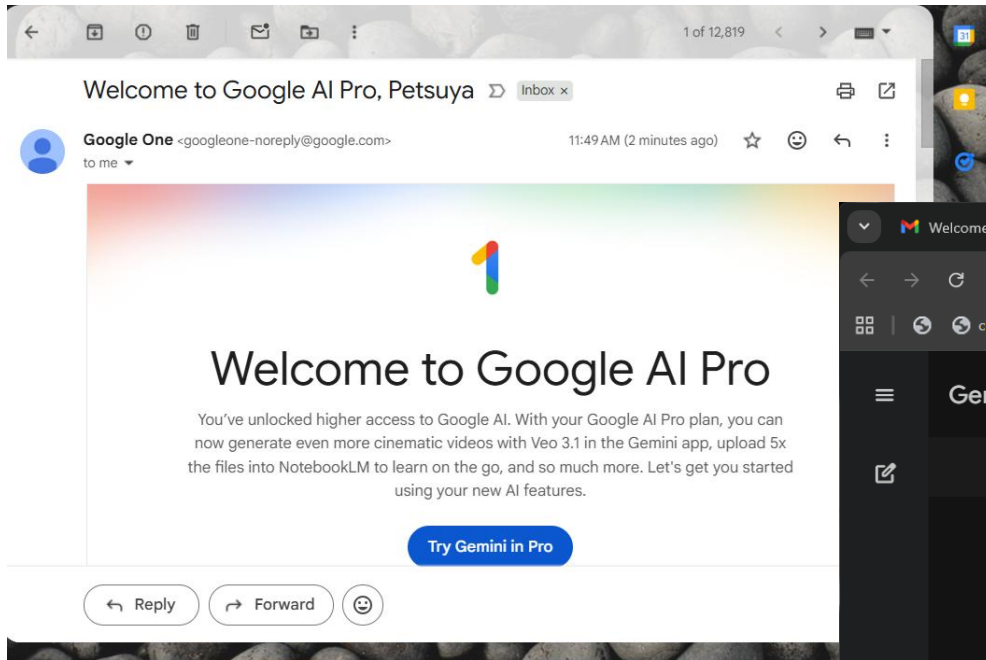 1 of 12,819
31
Welcome to Google AI Pro, Petsuya
Inbox ×
Google One <googleone-noreply@google.com>
11:49 AM (2 minutes ago)
to me
1
Welcome to Google AI Pro
You've unlocked higher access to Google AI. With your Google AI Pro plan, you can
now generate even more cinematic videos with Veo 3.1 in the Gemini app, upload 5x
the files into NotebookLM to learn on the go, and so much more. Let's get you started
using your new AI features.
Try Gemini in Pro
Reply
Forward
Welcome
c
Ger